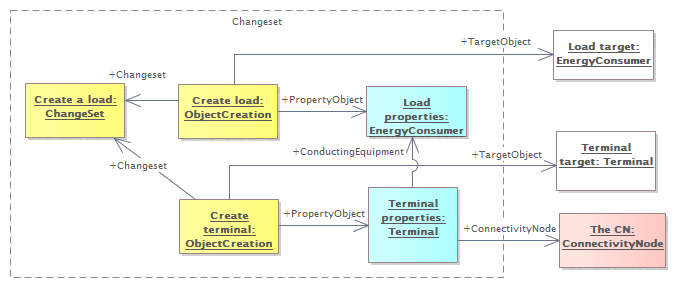 Changeset
+TargetObject
Load target:
EnergyConsumer
+Changeset
Create a load:
ChangeSet
Create load:
ObjectCreation
+PropertyObject
Load
properties:
EnergyConsumer
+ConductingEquipment
+TargetObject
Terminal
target: Terminal
+Changeset
Create
terminal:
ObjectCreation
+PropertyObject
Terminal
properties:
Terminal
+ConnectivityNode
The CN:
ConnectivityNode